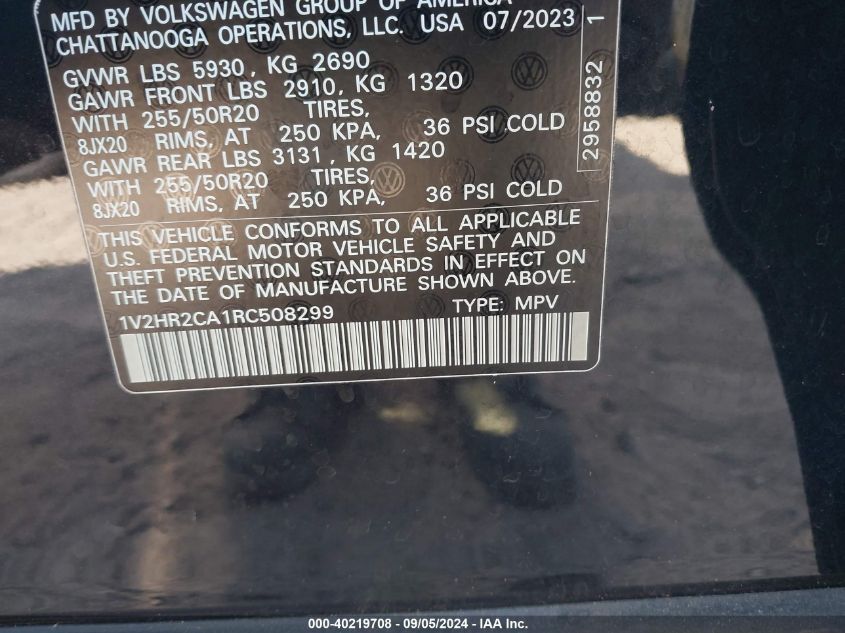 MFD BY VOLKSWAGEN GROUP OF AMERICA
CHATTANOOGA OPERATIONS, LLC. USA 07/2023
GVWR LBS 5930, KG 2690
GAWR FRONT LBS 2910, KG 1320
WITH 255/50R20 TIRES,
8JX20 RIMS, AT 250 KPA, 36 PSI COLD
GAWR REAR LBS 3131, KG 1420
WITH 255/50R20 TIRES,
8JX20 RIMS, AT 250 KPA, 36 PSI COLD
2958832 1
THIS VEHICLE CONFORMS TO ALL APPLICABLE
U.S. FEDERAL MOTOR VEHICLE SAFETY AND
THEFT PREVENTION STANDARDS IN EFFECT ON
THE DATE OF MANUFACTURE SHOWN ABOVE.
1V2HR2CA1RC508299 TYPE: MPV
000-40219708 - 09/05/2024 - IAA Inc.